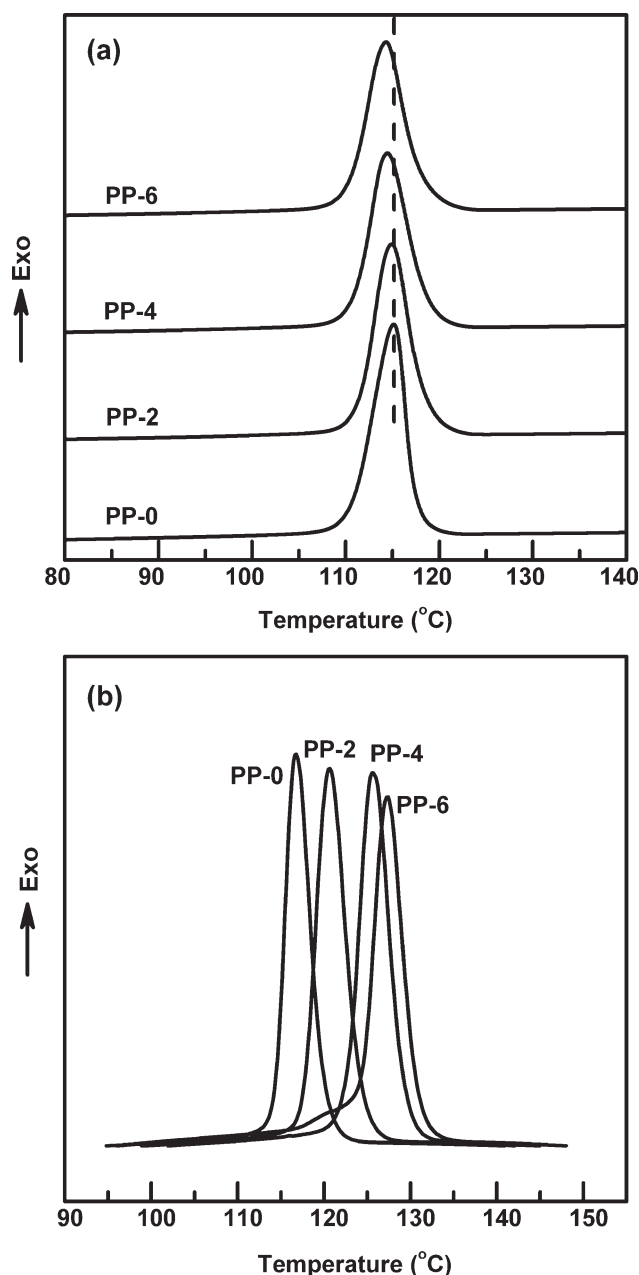 (a)
PP-6
PP-4
PP-2
PP-0
Exo
80 90 100 110 120 130 140
Temperature (°C)
(b)
PP-0 PP-2 PP-4
PP-6
Exo
90 100 110 120 130 140 150
Temperature (°C)